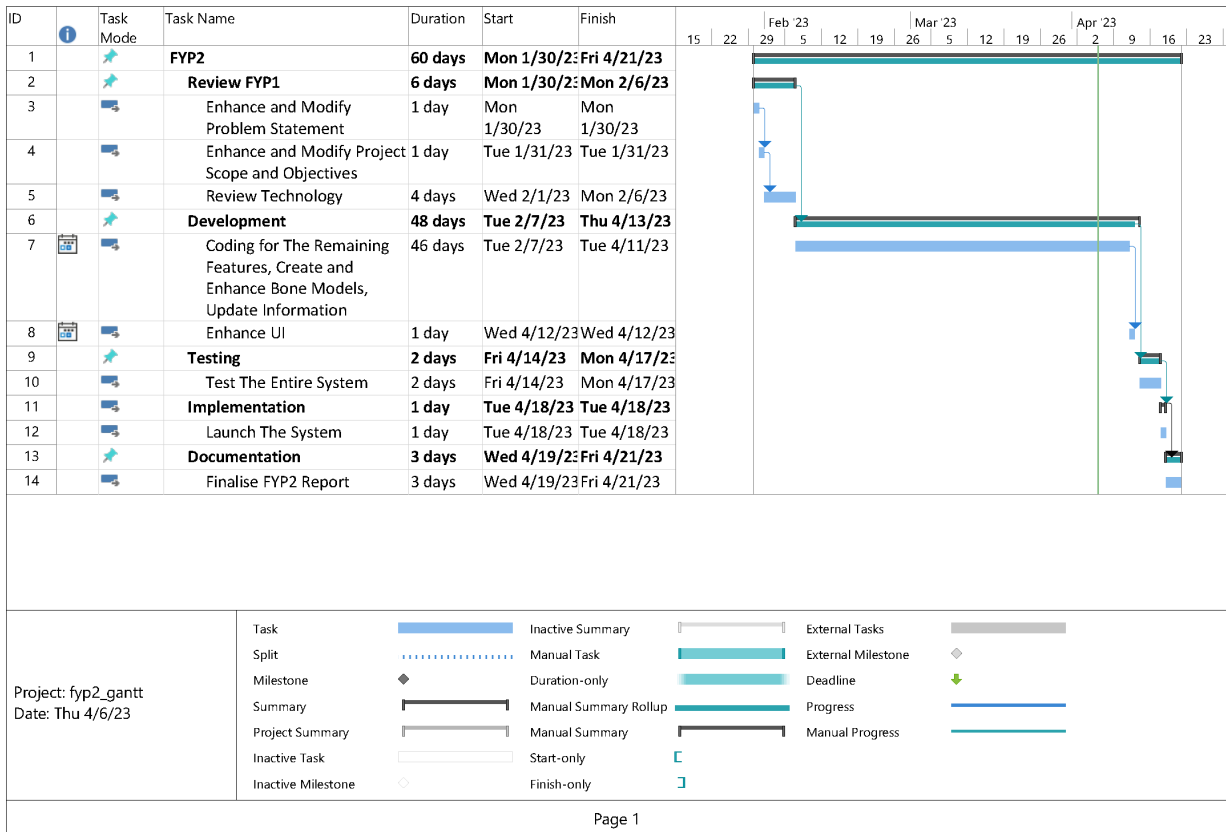 ID Task Mode Task Name Duration Start Finish
Feb '23 Mar '23 Apr '23
15 22 29 5 12 19 26 5 12 19 26 2 9 16 23
1 FYP2 60 days Mon 1/30/23 Fri 4/21/23
2 Review FYP1 6 days Mon 1/30/23 Mon 2/6/23
3 Enhance and Modify 1 day Mon Mon
Problem Statement 1/30/23 1/30/23
4 Enhance and Modify Project 1 day Tue 1/31/23 Tue 1/31/23
Scope and Objectives
5 Review Technology 4 days Wed 2/1/23 Mon 2/6/23
6 Development 48 days Tue 2/7/23 Thu 4/13/23
7 Coding for The Remaining 46 days Tue 2/7/23 Tue 4/11/23
Features, Create and
Enhance Bone Models,
Update Information
8 Enhance UI 1 day Wed 4/12/23 Wed 4/12/23
9 Testing 2 days Fri 4/14/23 Mon 4/17/23
10 Test The Entire System 2 days Fri 4/14/23 Mon 4/17/23
11 Implementation 1 day Tue 4/18/23 Tue 4/18/23
12 Launch The System 1 day Tue 4/18/23 Tue 4/18/23
13 Documentation 3 days Wed 4/19/23 Fri 4/21/23
14 Finalise FYP2 Report 3 days Wed 4/19/23 Fri 4/21/23
Project: fyp2_gantt
Date: Thu 4/6/23
Task Inactive Summary External Tasks
Split Manual Task External Milestone
Milestone Duration-only Deadline
Summary Manual Summary Rollup Progress
Project Summary Manual Summary Manual Progress
Inactive Task Start-only
Inactive Milestone Finish-only
Page 1